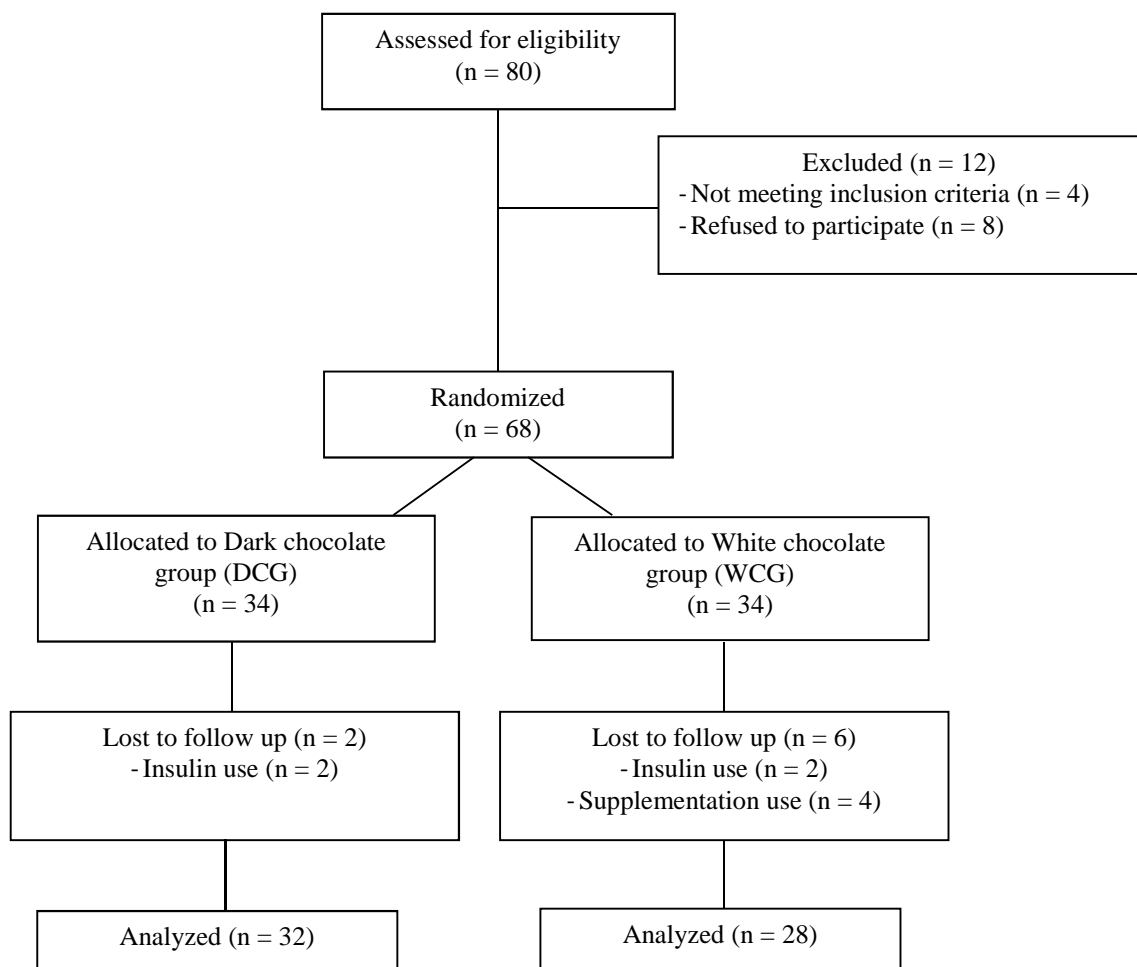 Assessed for eligibility
(n = 80)
Excluded (n = 12)
- Not meeting inclusion criteria (n = 4)
- Refused to participate (n = 8)
Randomized
(n = 68)
Allocated to Dark chocolate
group (DCG)
(n = 34)
Allocated to White chocolate
group (WCG)
(n = 34)
Lost to follow up (n = 2)
- Insulin use (n = 2)
Lost to follow up (n = 6)
- Insulin use (n = 2)
- Supplementation use (n = 4)
Analyzed (n = 32)
Analyzed (n = 28)